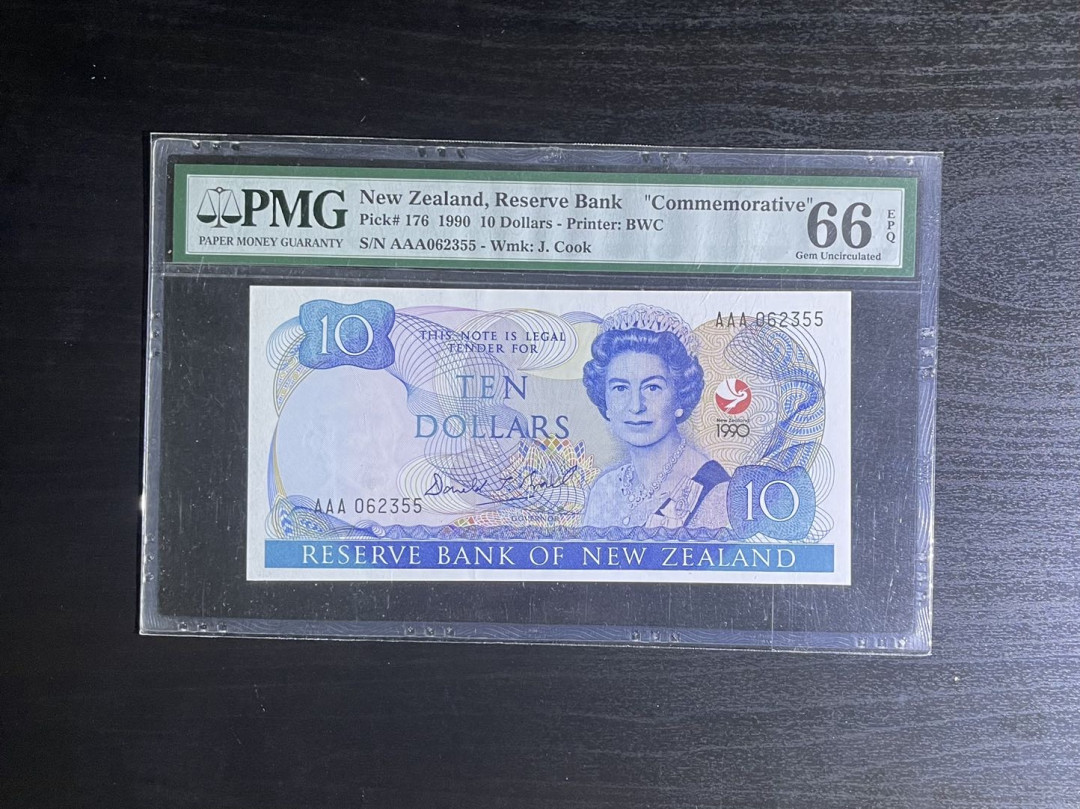 PMG
PAPER MONEY GUARANTY
New Zealand, Reserve Bank "Commemorative"
Pick# 176 1990 10 Dollars - Printer: BWC
S/N AAA062355 - Wmk: J. Cook
66
EPQ
Gem Uncirculated
10
THIS NOTE IS LEGAL
TENDER FOR
TEN
DOLLARS
AAA 062355
New Zealand
1990
AAA 062355
10
RESERVE BANK OF NEW ZEALAND